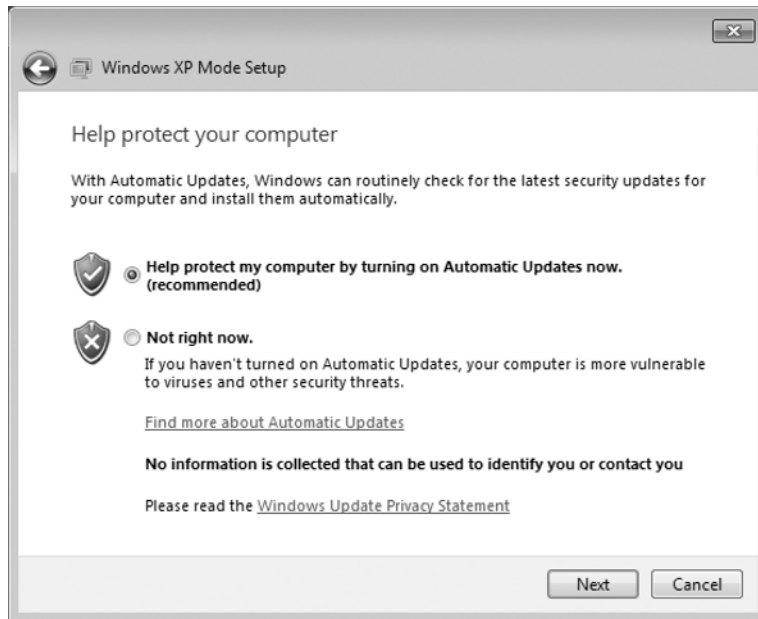 Windows XP Mode Setup
Help protect your computer
With Automatic Updates, Windows can routinely check for the latest security updates for
your computer and install them automatically.
Help protect my computer by turning on Automatic Updates now.
(recommended)
Not right now.
If you haven't turned on Automatic Updates, your computer is more vulnerable
to viruses and other security threats.
Find more about Automatic Updates
No information is collected that can be used to identify you or contact you
Please read the Windows Update Privacy Statement
Next Cancel